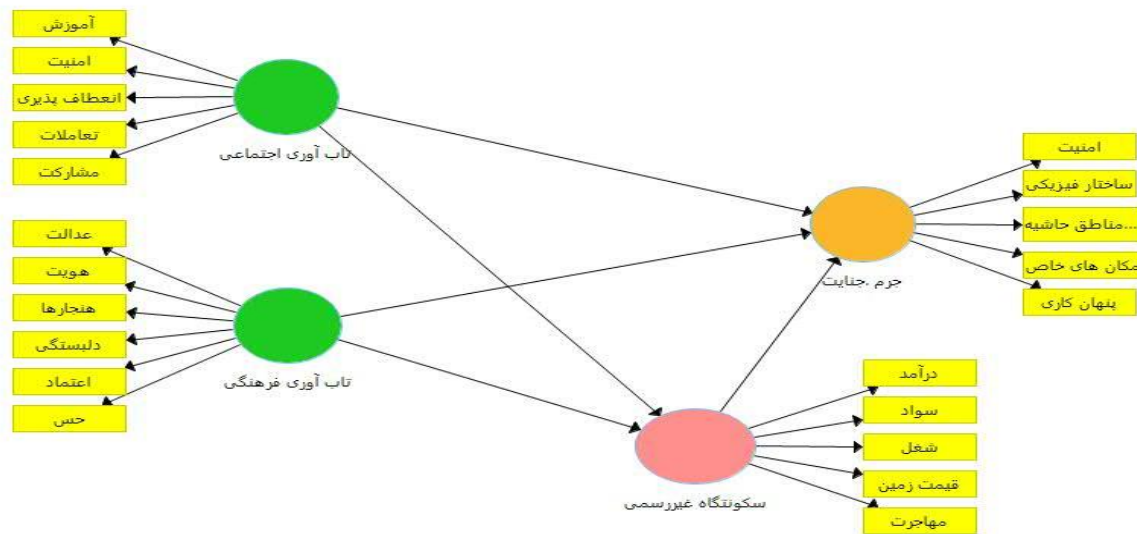 آموزش
امنیت
انعطاف پذیری
تعاملات
مشارکت
تاب آوری اجتماعی
عدالت
هویت
هنجارها
دلبستگی
اعتماد
حس
تاب آوری فرهنگی
امنیت
ساختار فیزیکی
مناطق حاشیه...
مکان های خاص
پنهان کاری
جرم .جنایت
درآمد
سواد
شغل
قیمت زمین
مهاجرت
سکونتگاه غیررسمی